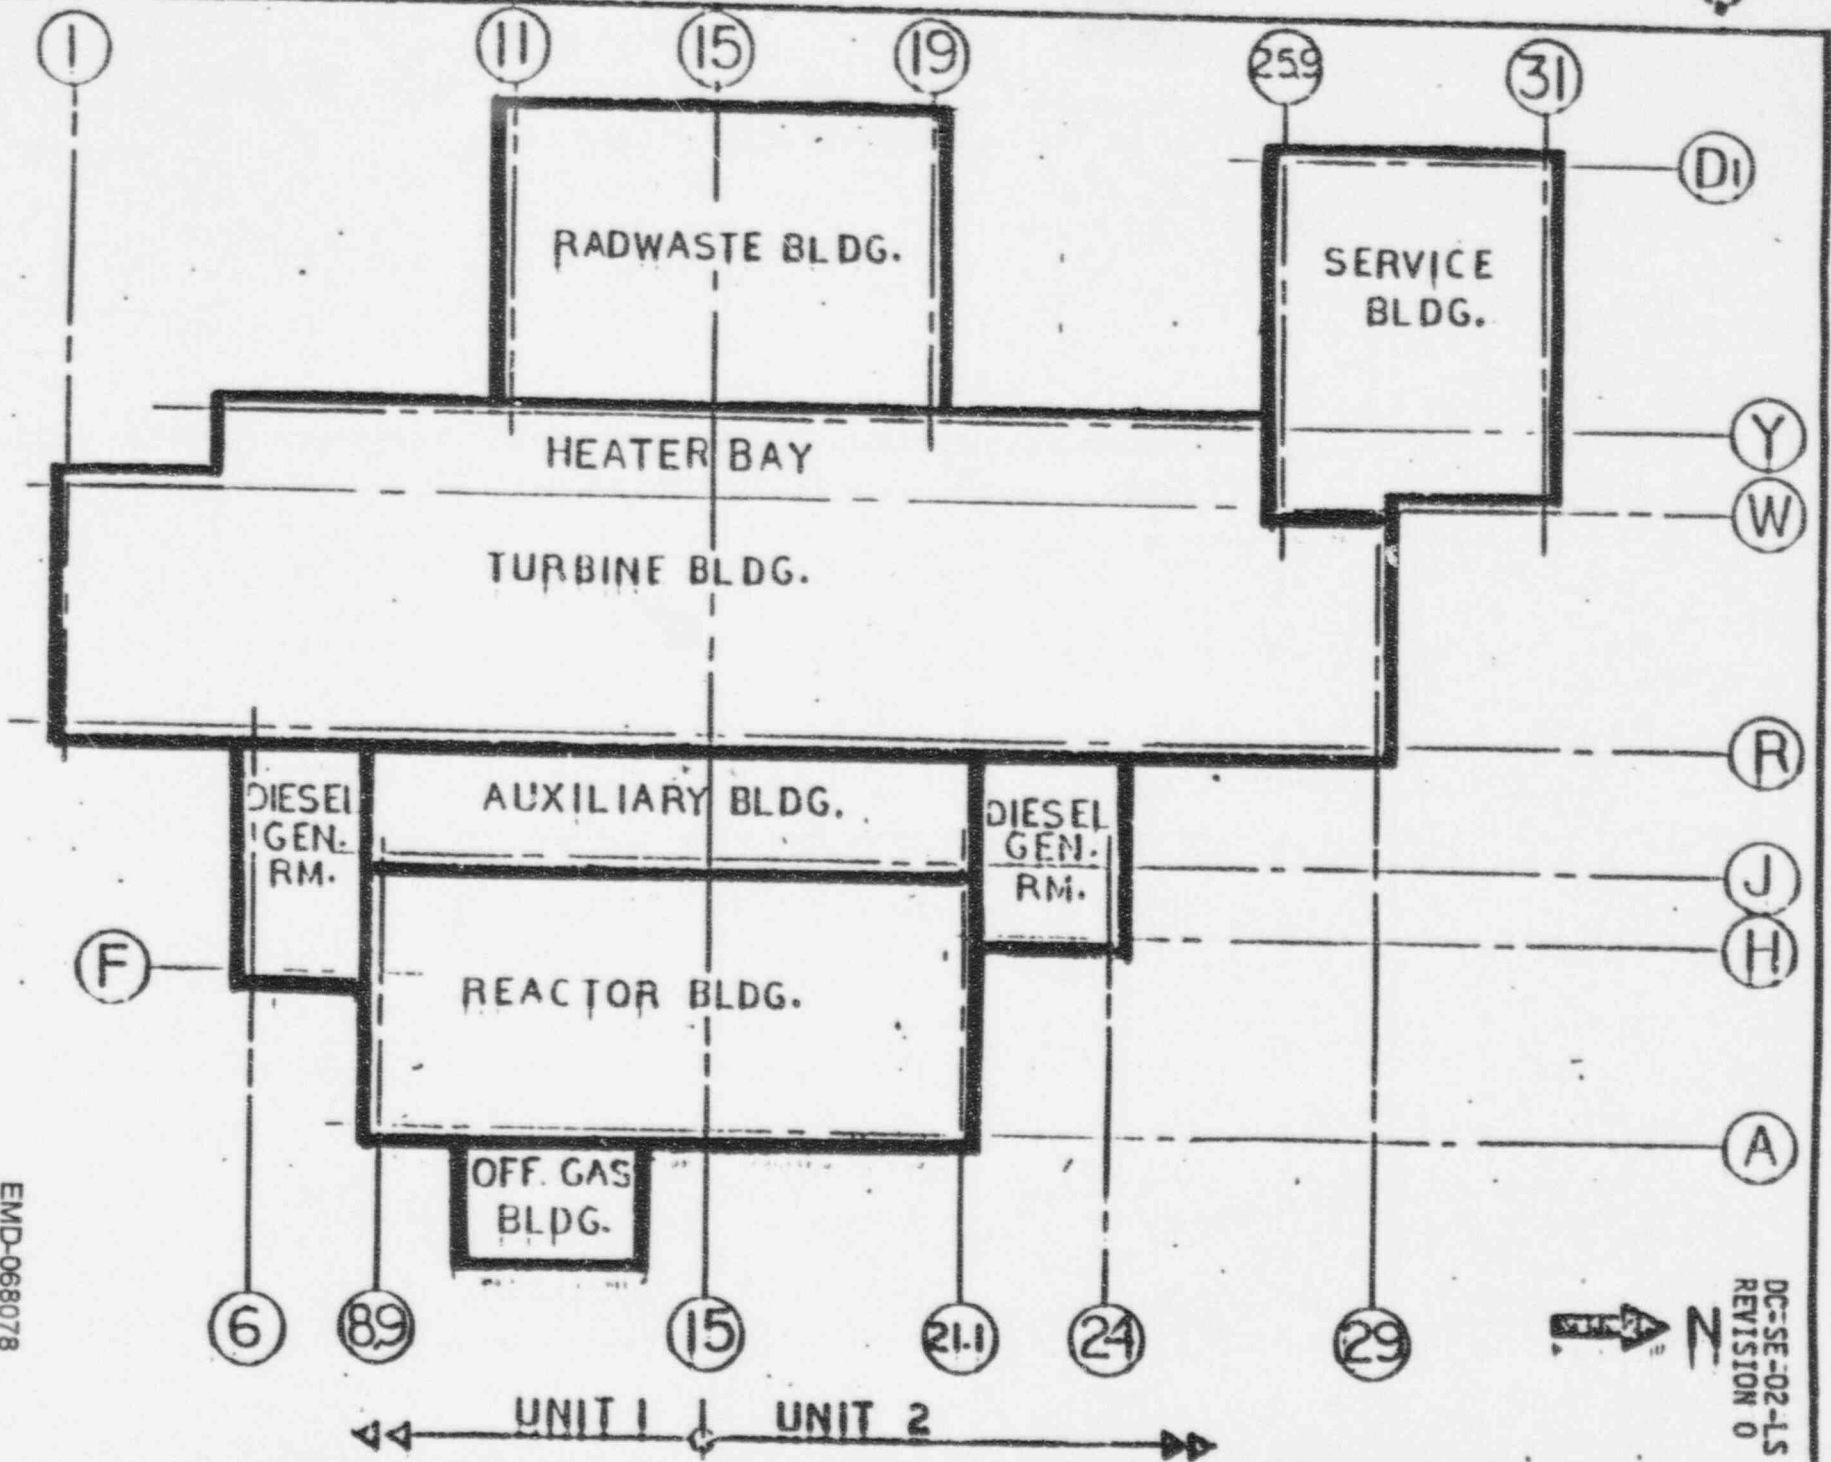 1
11
15
19
25.9
31
D1
RADWASTE BLDG.
SERVICE
BLDG.
Y
HEATER BAY
W
TURBINE BLDG.
R
DIESEL
GEN.
RM.
AUXILIARY BLDG.
DIESEL
GEN.
RM.
J
H
F
REACTOR BLDG.
A
OFF. GAS
BLDG.
6
8.9
15
21.1
24
29
N
UNIT 1
UNIT 2
DC-SE-02-LS
REVISION 0
EMD-068078